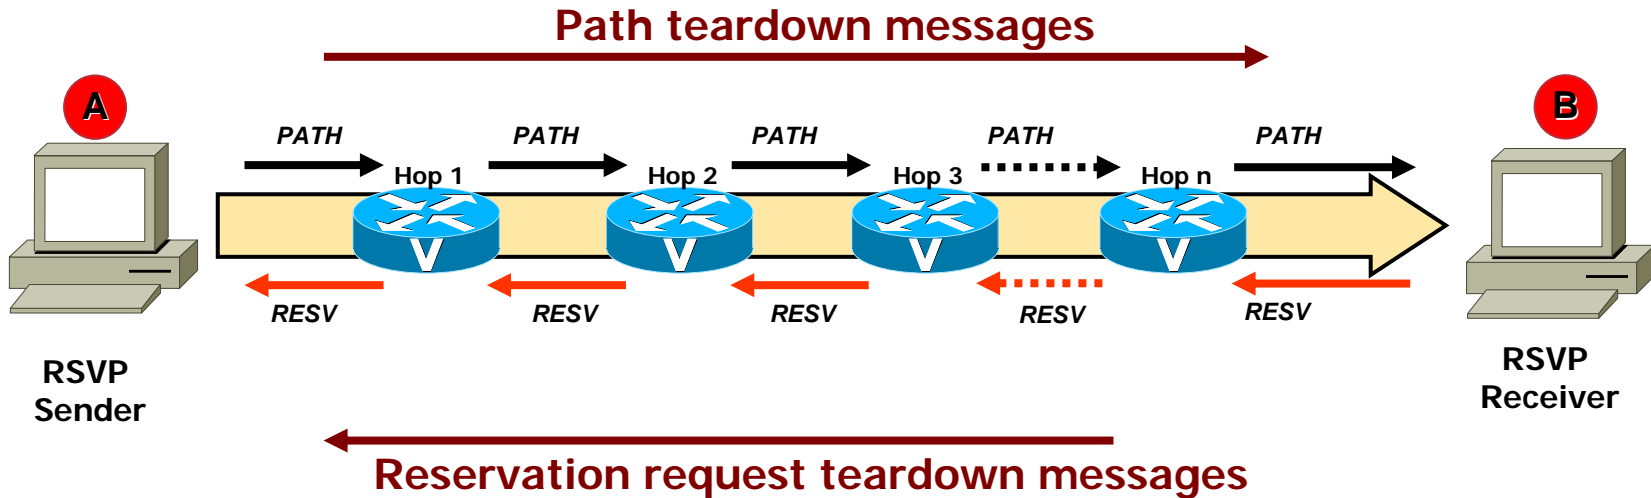 Path teardown messages
A
B
PATH
PATH
PATH
PATH
PATH
Hop 1
Hop 2
Hop 3
Hop n
V
V
V
V
RESV
RESV
RESV
RESV
RESV
RSVP
Sender
RSVP
Receiver
Reservation request teardown messages